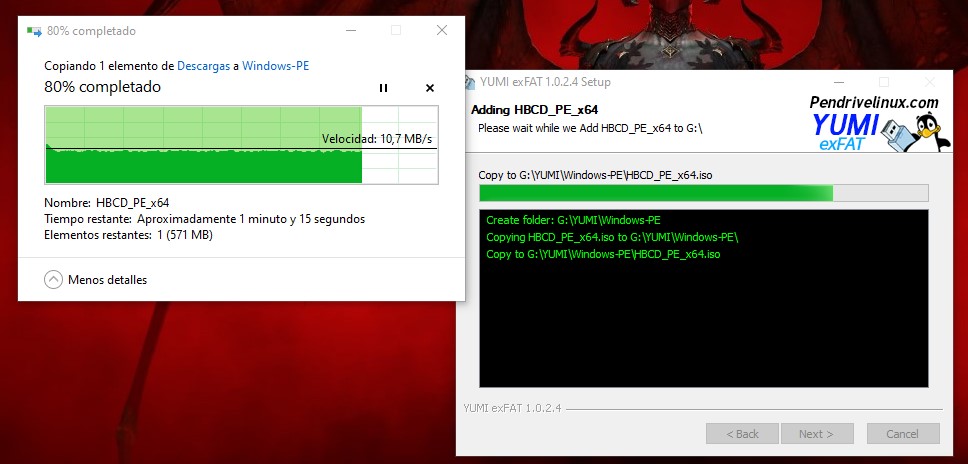 80% completado
Copiando 1 elemento de Descargas a Windows-PE
80% completado
Velocidad: 10,7 MB/s
Nombre: HBCD_PE_x64
Tiempo restante: Aproximadamente 1 minuto y 15 segundos
Elementos restantes: 1 (571 MB)
Menos detalles
YUMI exFAT 1.0.2.4 Setup
Adding HBCD_PE_x64
Please wait while we Add HBCD_PE_x64 to G:\
Pendrivelinux.com
YUMI
exFAT
Copy to G:\YUMI\Windows-PE\HBCD_PE_x64.iso
Create folder: G:\YUMI\Windows-PE
Copying HBCD_PE_x64.iso to G:\YUMI\Windows-PE\
Copy to G:\YUMI\Windows-PE\HBCD_PE_x64.iso
YUMI exFAT 1.0.2.4
< Back
Next >
Cancel